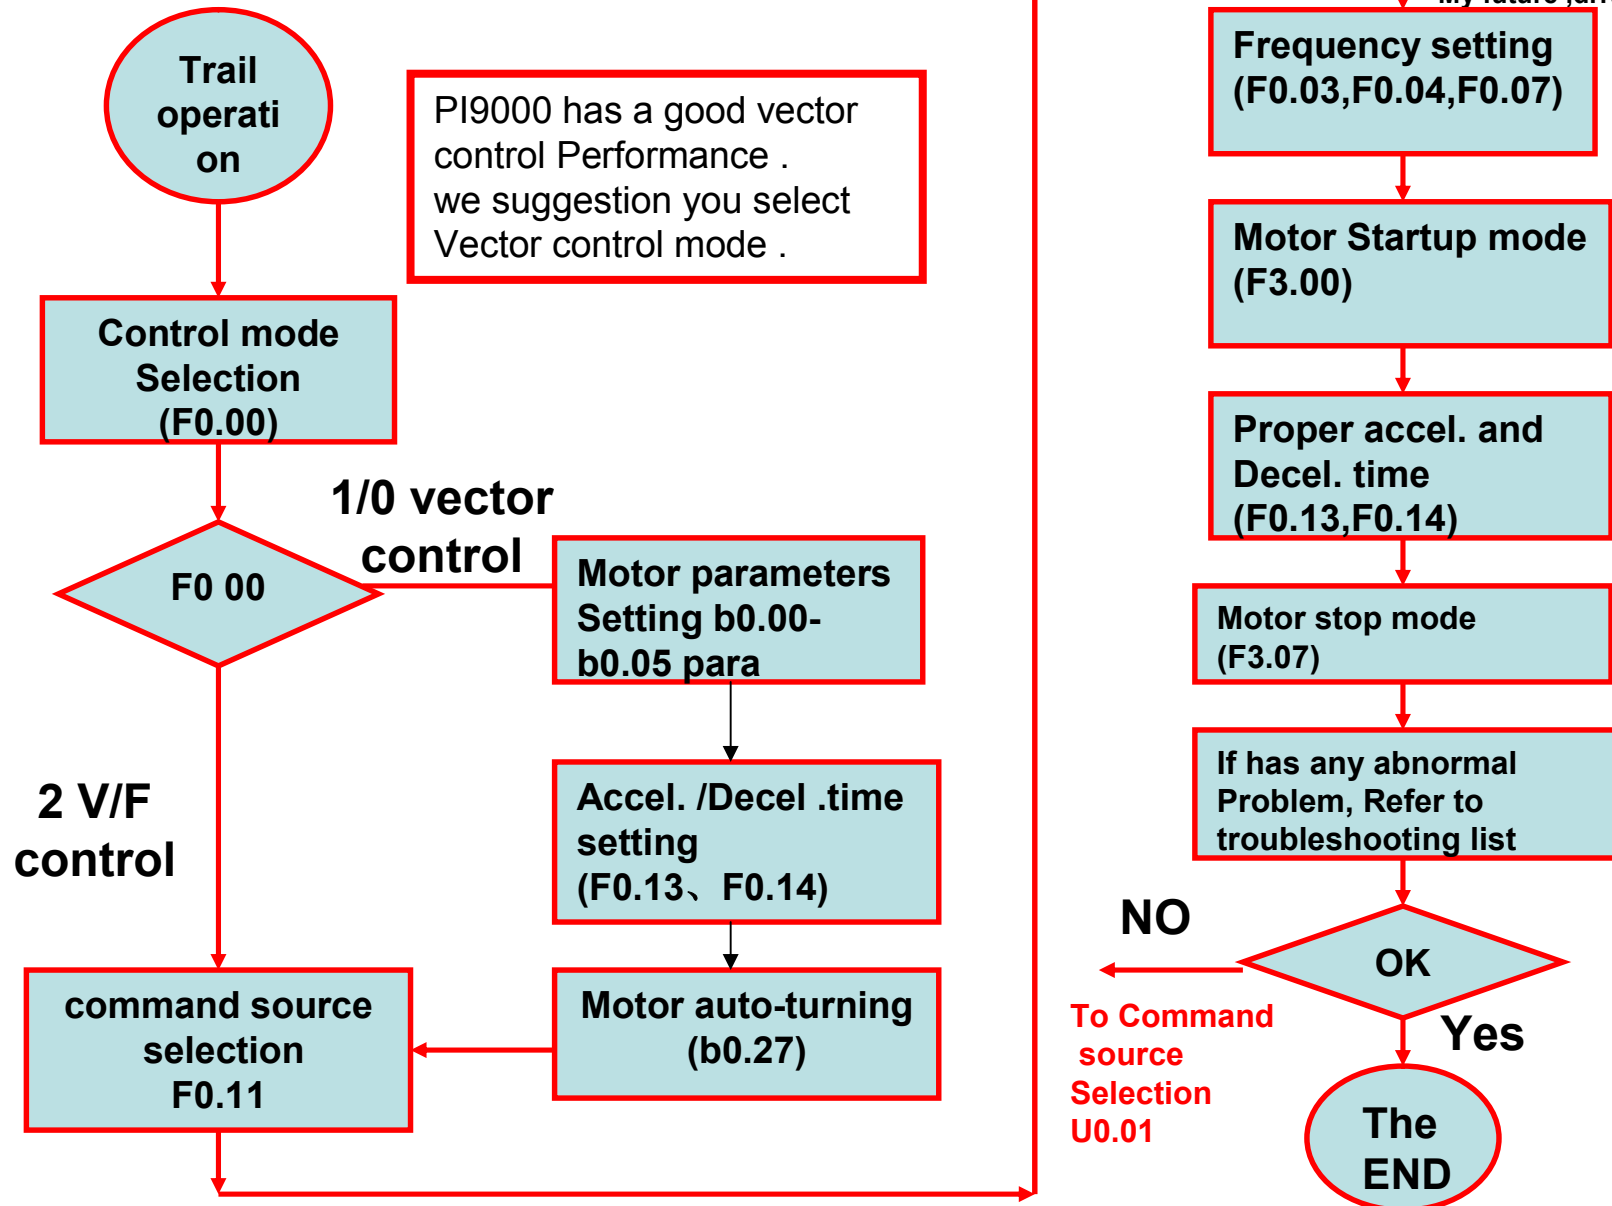 Trail
operati
on
PI9000 has a good vector
control Performance .
we suggestion you select
Vector control mode .
Control mode
Selection
(F0.00)
F0 00
1/0 vector
control
Motor parameters
Setting b0.00-
b0.05 para
Accel. /Decel .time
setting
(F0.13、F0.14)
Motor auto-turning
(b0.27)
2 V/F
control
command source
selection
F0.11
My future ,
Frequency setting
(F0.03,F0.04,F0.07)
Motor Startup mode
(F3.00)
Proper accel. and
Decel. time
(F0.13,F0.14)
Motor stop mode
(F3.07)
If has any abnormal
Problem, Refer to
troubleshooting list
OK
NO
To Command
source
Selection
U0.01
Yes
The
END